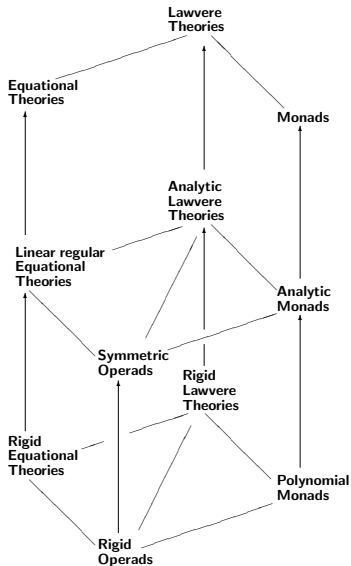 Lawvere
Theories
Equational
Theories
Monads
Analytic
Lawvere
Theories
Linear regular
Equational
Theories
Analytic
Monads
Symmetric
Operads
Rigid
Lawvere
Theories
Rigid
Equational
Theories
Polynomial
Monads
Rigid
Operads